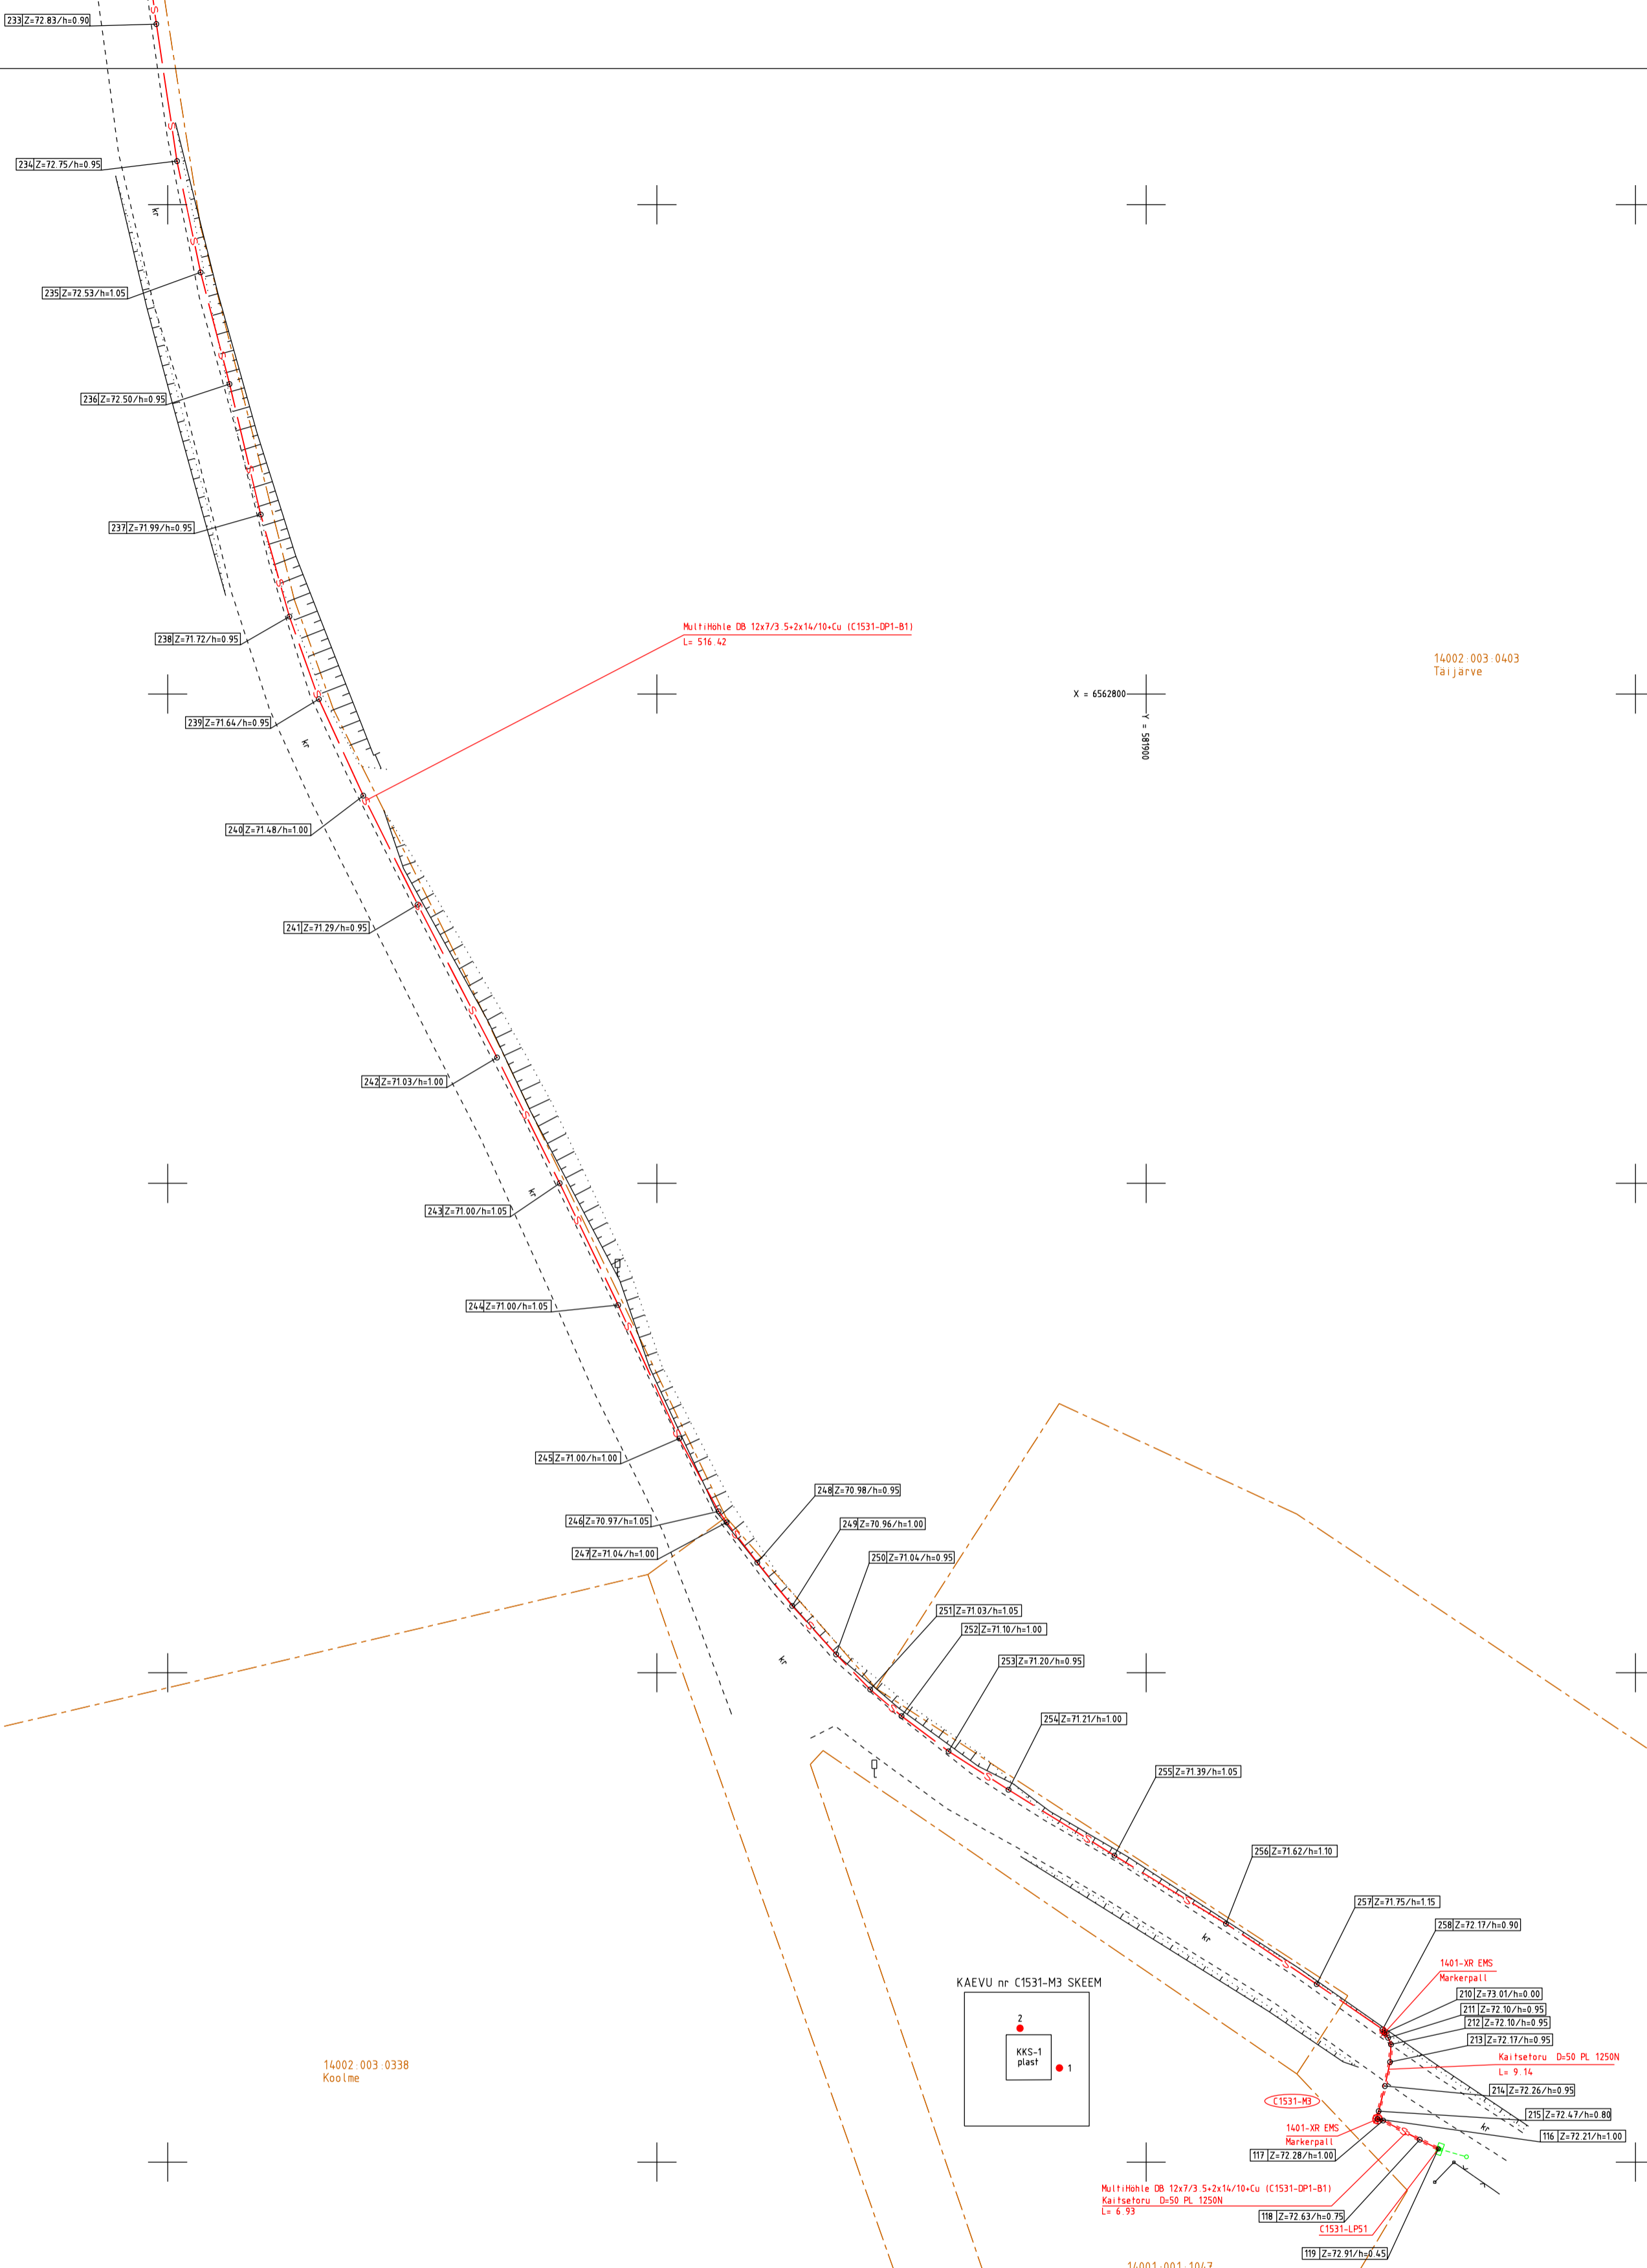 233 Z=72.83/h=0.90
234 Z=72.75/h=0.95
kr
235 Z=72.53/h=1.05
236 Z=72.50/h=0.95
237 Z=71.99/h=0.95
238 Z=71.72/h=0.95
MultiHöhle DB 12x7/3.5+2x14/10+Cu (C1531-DP1-B1)
L= 516.42
14002:003:0403
Täijärve
239 Z=71.64/h=0.95
X = 6562800
Y = 581900
kr
240 Z=71.48/h=1.00
241 Z=71.29/h=0.95
242 Z=71.03/h=1.00
kr
243 Z=71.00/h=1.05
244 Z=71.00/h=1.05
245 Z=71.00/h=1.00
248 Z=70.98/h=0.95
246 Z=70.97/h=1.05
249 Z=70.96/h=1.00
247 Z=71.04/h=1.00
250 Z=71.04/h=0.95
251 Z=71.03/h=1.05
252 Z=71.10/h=1.00
kr
253 Z=71.20/h=0.95
254 Z=71.21/h=1.00
255 Z=71.39/h=1.05
256 Z=71.62/h=1.10
257 Z=71.75/h=1.15
258 Z=72.17/h=0.90
kr
1401-XR EMS
Markerpall
KAEVU nr C1531-M3 SKEEM
210 Z=73.01/h=0.00
211 Z=72.10/h=0.95
212 Z=72.10/h=0.95
2
213 Z=72.17/h=0.95
KKS-1
plast
1
Kaitsetoru D=50 PL 1250N
L= 9.14
14002:003:0338
Koolme
214 Z=72.26/h=0.95
C1531-M3
215 Z=72.47/h=0.80
1401-XR EMS
Markerpall
kr
116 Z=72.21/h=1.00
117 Z=72.28/h=1.00
MultiHöhle DB 12x7/3.5+2x14/10+Cu (C1531-DP1-B1)
Kaitsetoru D=50 PL 1250N
L= 6.93
118 Z=72.63/h=0.75
C1531-LP51
119 Z=72.91/h=0.45
14001:001:1047